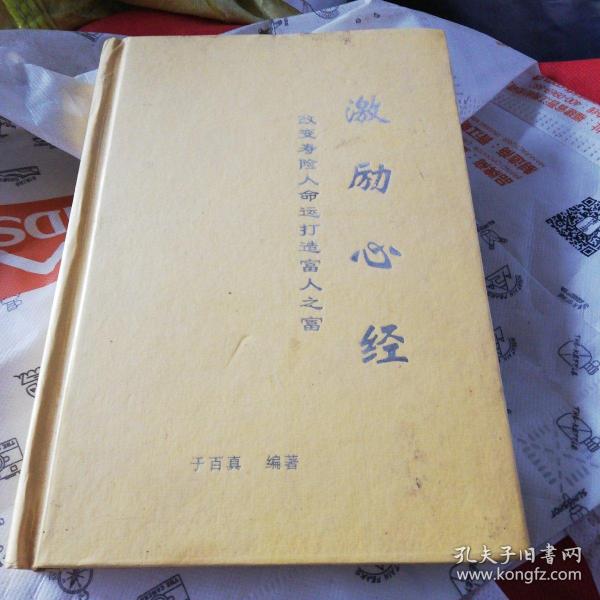 激励心经
改变寿险人命运打造富人之富
于百真 编著
孔夫子旧书网
www.kongfz.com